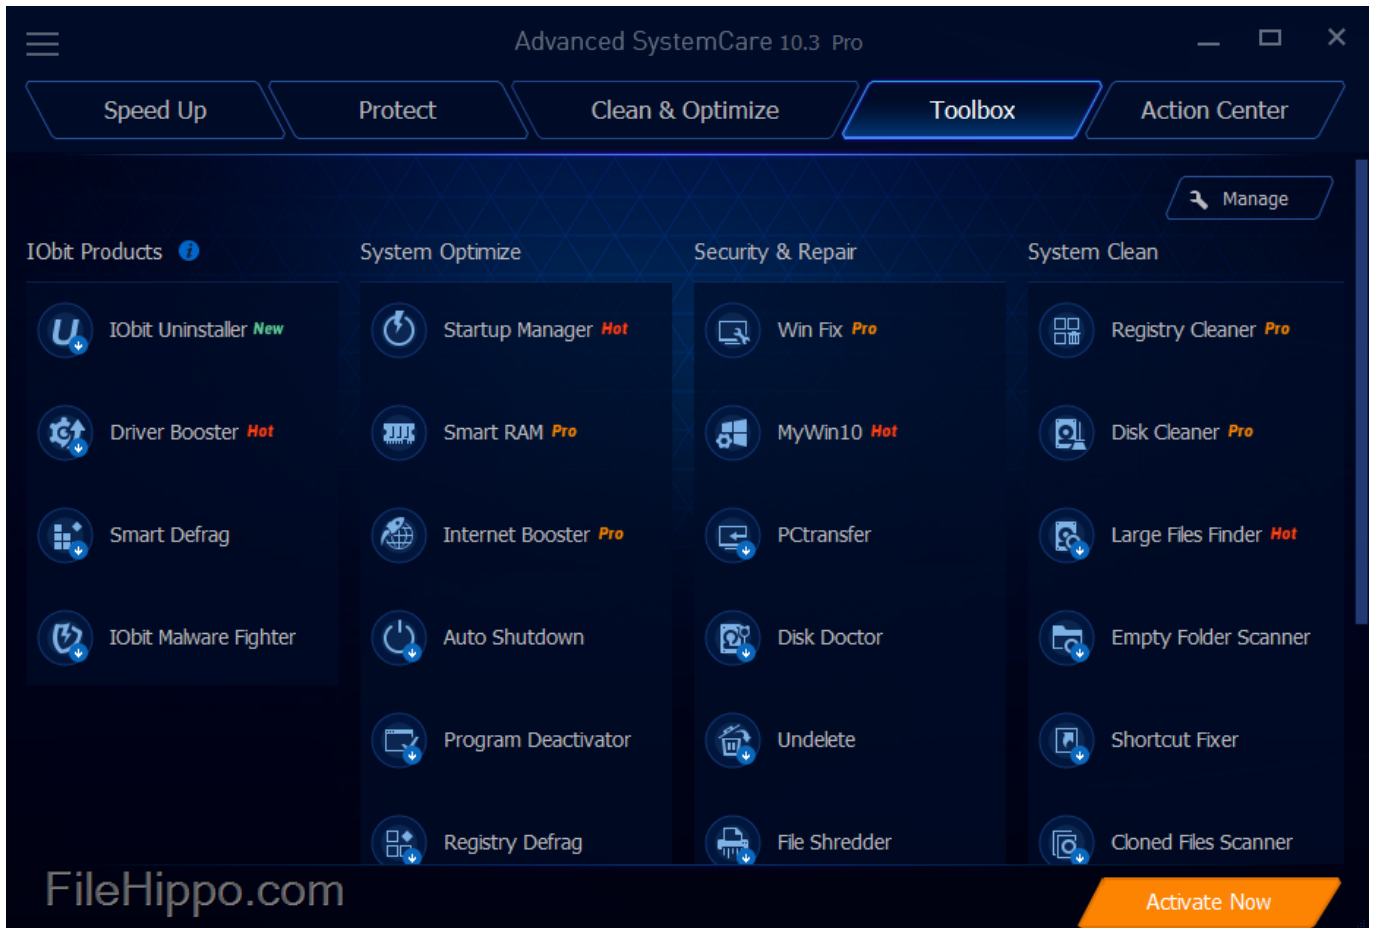 Advanced SystemCare 10.3 Pro
Speed Up
Protect
Clean & Optimize
Toolbox
Action Center
Manage
IObit Products
IObit Uninstaller New
Driver Booster Hot
Smart Defrag
IObit Malware Fighter
System Optimize
Startup Manager Hot
Smart RAM Pro
Internet Booster Pro
Auto Shutdown
Program Deactivator
Registry Defrag
Security & Repair
Win Fix Pro
MyWin10 Hot
PCtransfer
Disk Doctor
Undelete
File Shredder
System Clean
Registry Cleaner Pro
Disk Cleaner Pro
Large Files Finder Hot
Empty Folder Scanner
Shortcut Fixer
Cloned Files Scanner
FileHippo.com
Activate Now